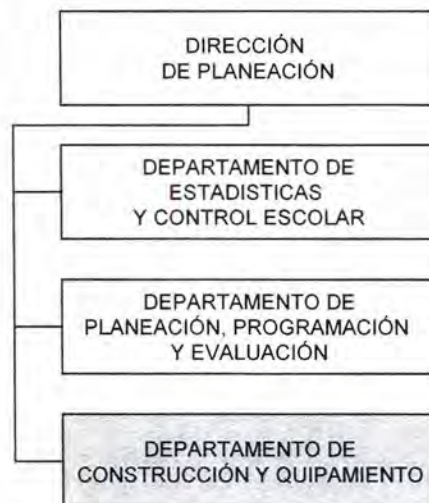 DIRECCIÓN
DE PLANEACIÓN
DEPARTAMENTO DE
ESTADISTICAS
Y CONTROL ESCOLAR
DEPARTAMENTO DE
PLANEACIÓN, PROGRAMACIÓN
Y EVALUACIÓN
DEPARTAMENTO DE
CONSTRUCCIÓN Y QUIPAMIENTO